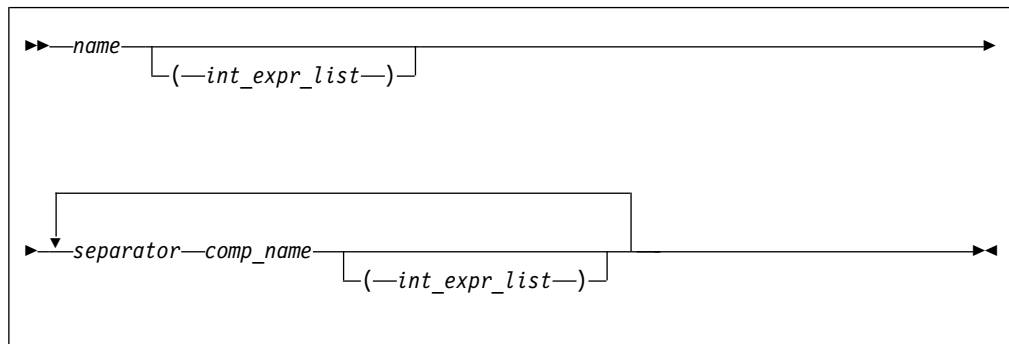 name
( int_expr_list )
separator comp_name
( int_expr_list )